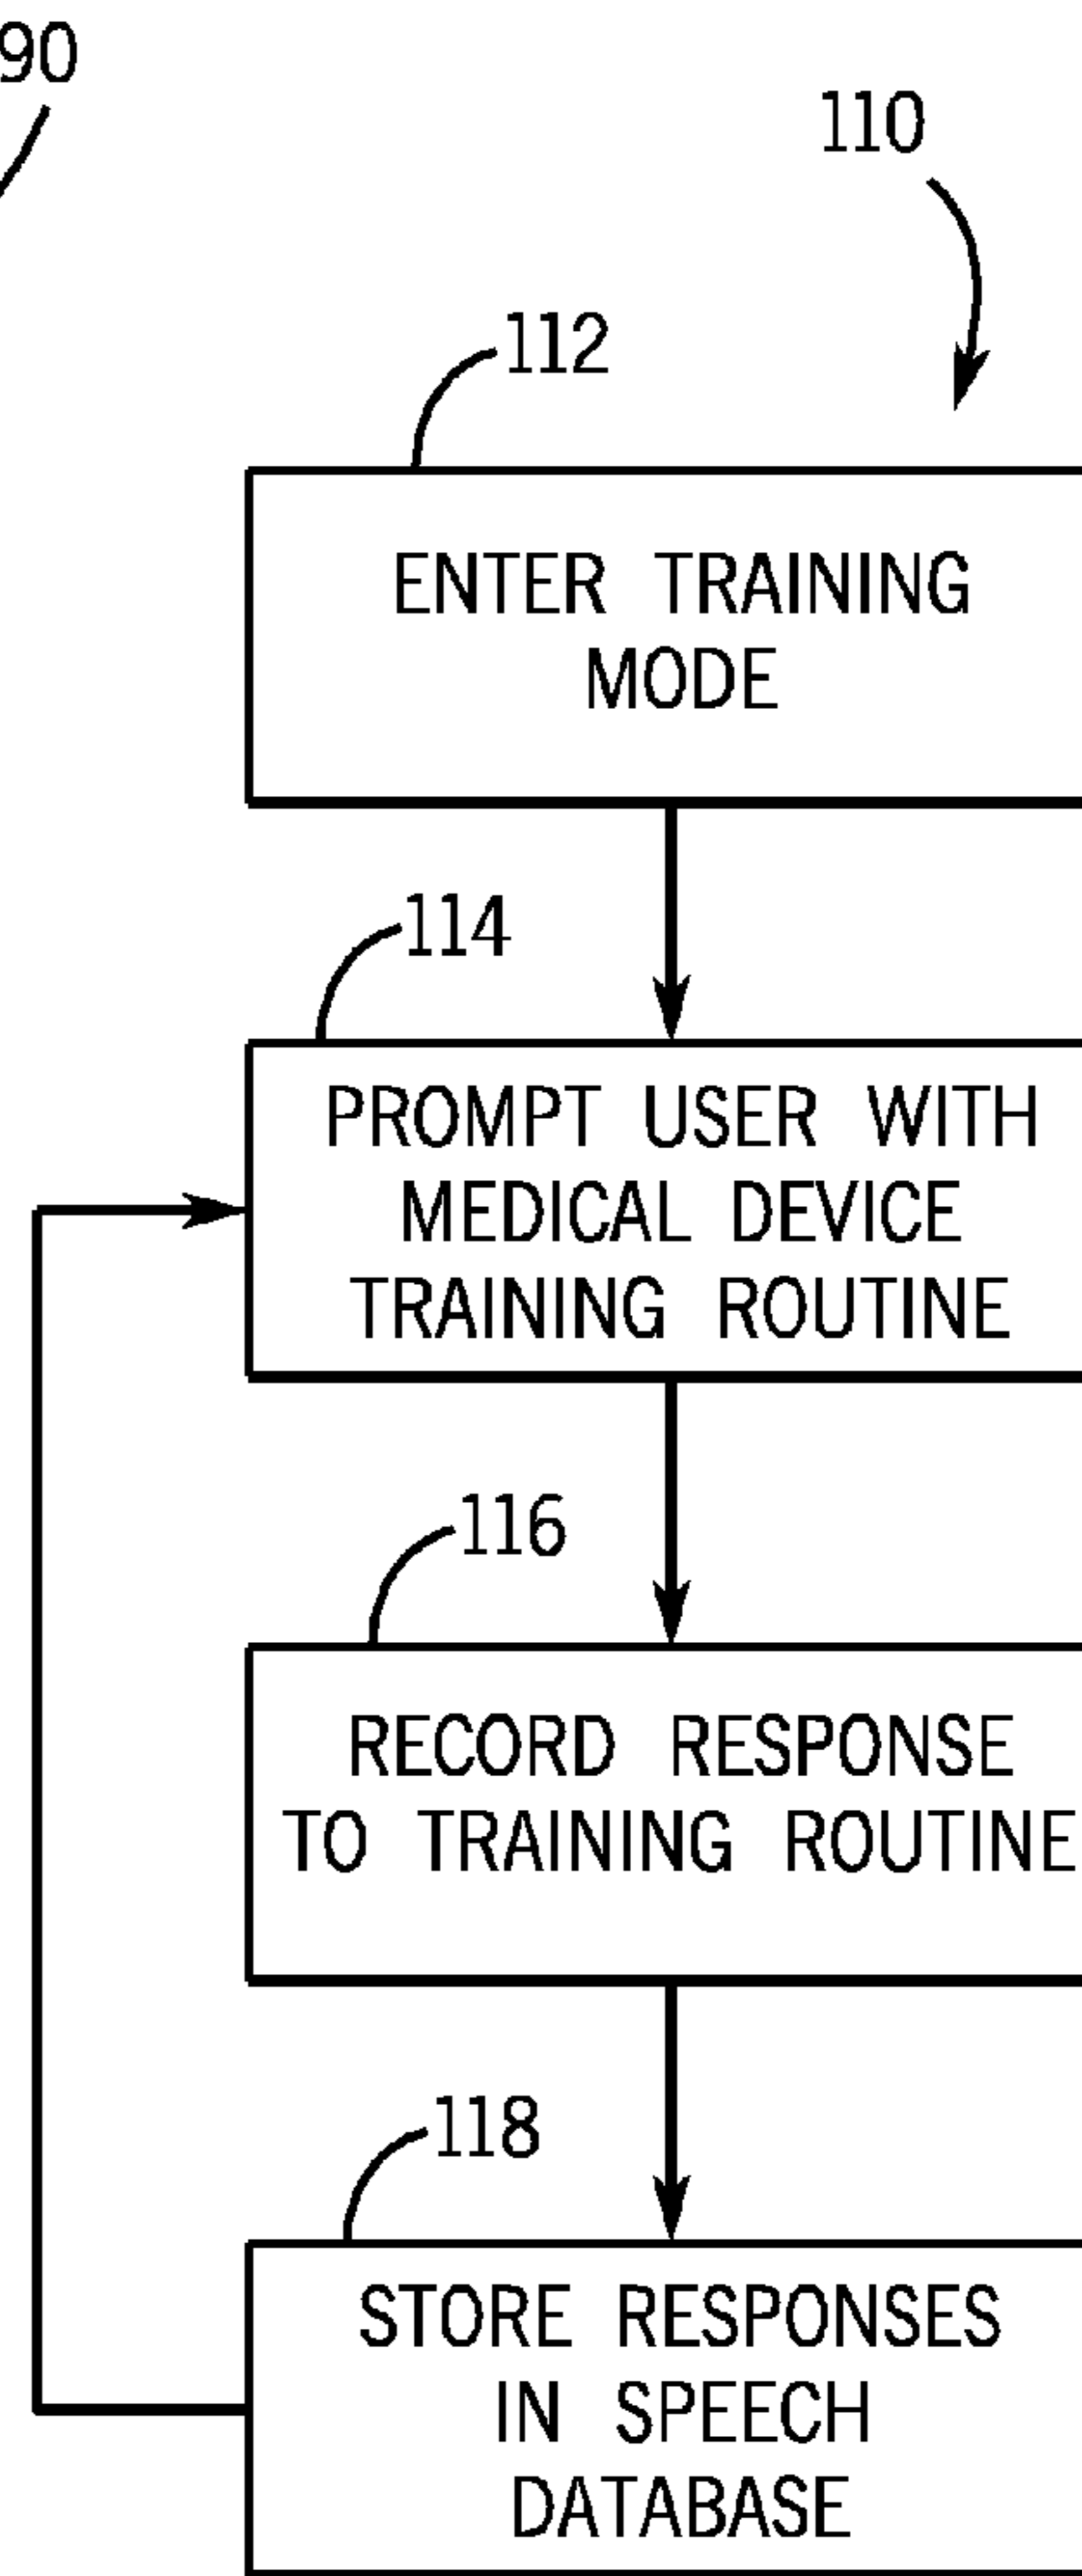 90
110
112
ENTER TRAINING
MODE
114
PROMPT USER WITH
MEDICAL DEVICE
TRAINING ROUTINE
116
RECORD RESPONSE
TO TRAINING ROUTINE
118
STORE RESPONSES
IN SPEECH
DATABASE